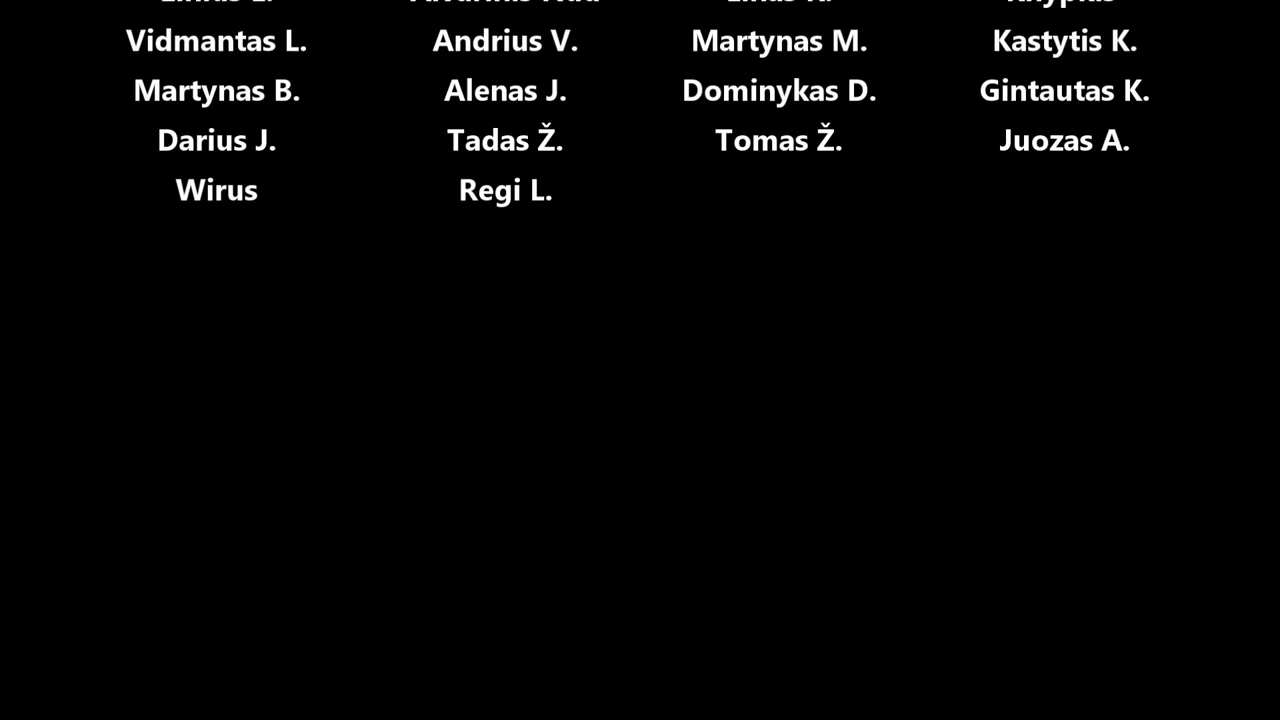 Vidmantas L. Andrius V. Martynas M. Kastytis K.
Martynas B. Alenas J. Dominykas D. Gintautas K.
Darius J. Tadas Ž. Tomas Ž. Juozas A.
Wirus Regi L.